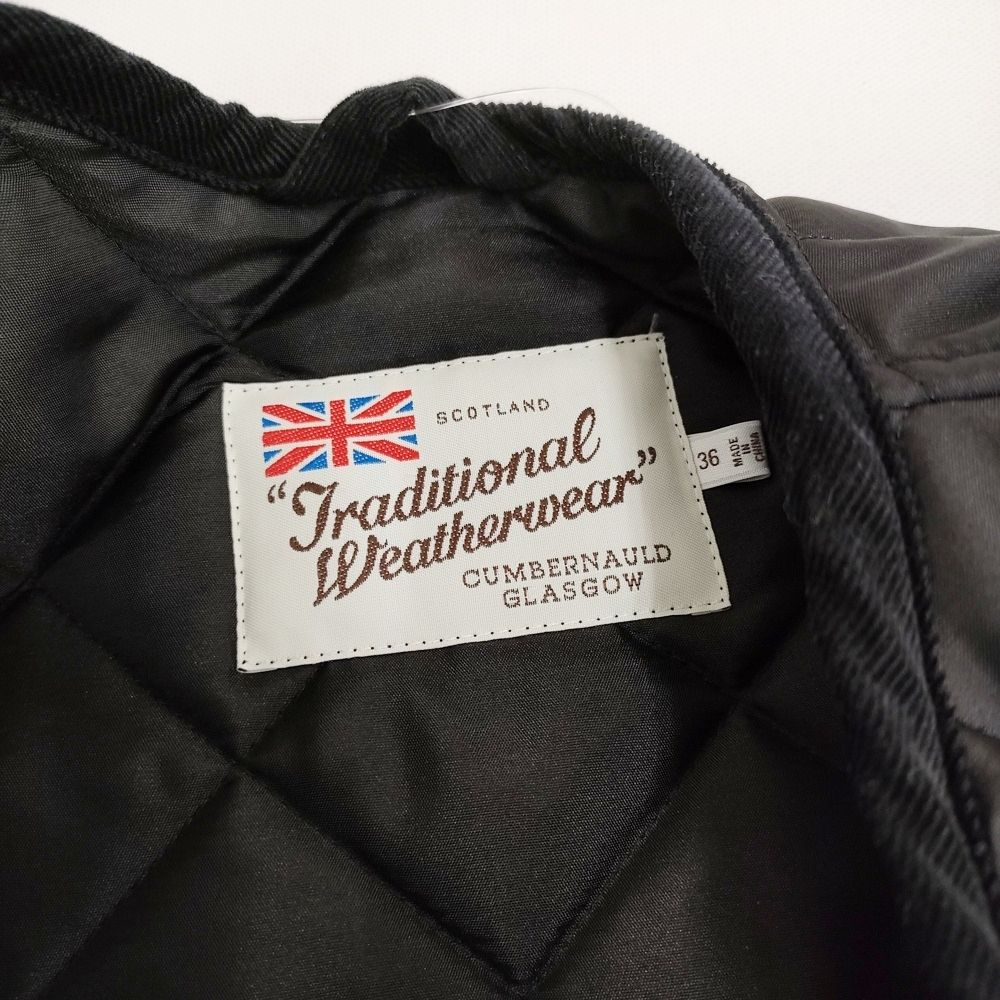 SCOTLAND
"Traditional
Weatherwear"
CUMBERNAULD
GLASGOW
36
MADE
IN
CHINA